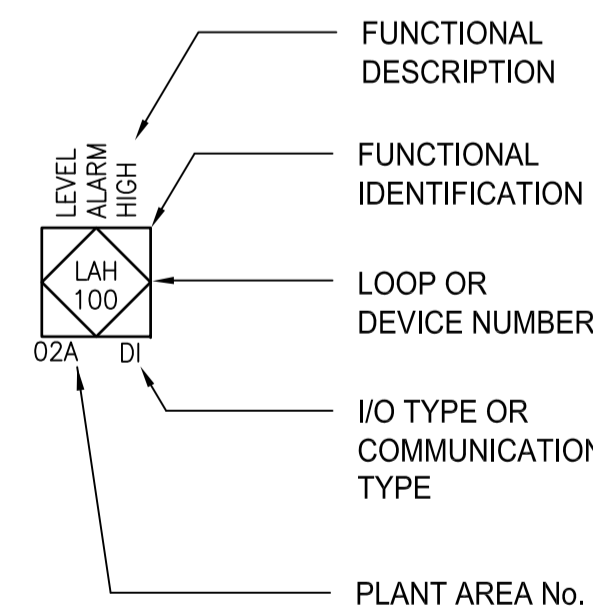 FUNCTIONAL
DESCRIPTION
LEVEL
ALARM
HIGH
FUNCTIONAL
IDENTIFICATION
LAH
100
LOOP OR
DEVICE NUMBER
02A DI
I/O TYPE OR
COMMUNICATION
TYPE
PLANT AREA No.